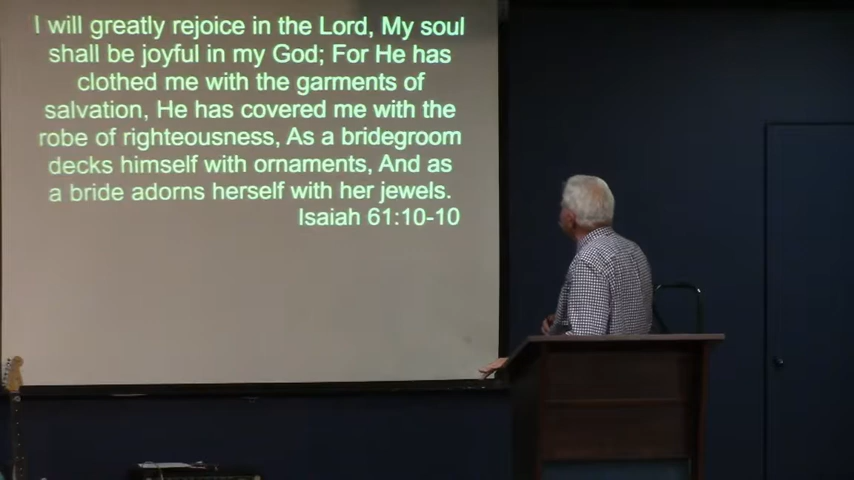 I will greatly rejoice in the Lord, My soul
shall be joyful in my God; For He has
clothed me with the garments of
salvation, He has covered me with the
robe of righteousness, As a bridegroom
decks himself with ornaments, And as
a bride adorns herself with her jewels.
Isaiah 61:10-10